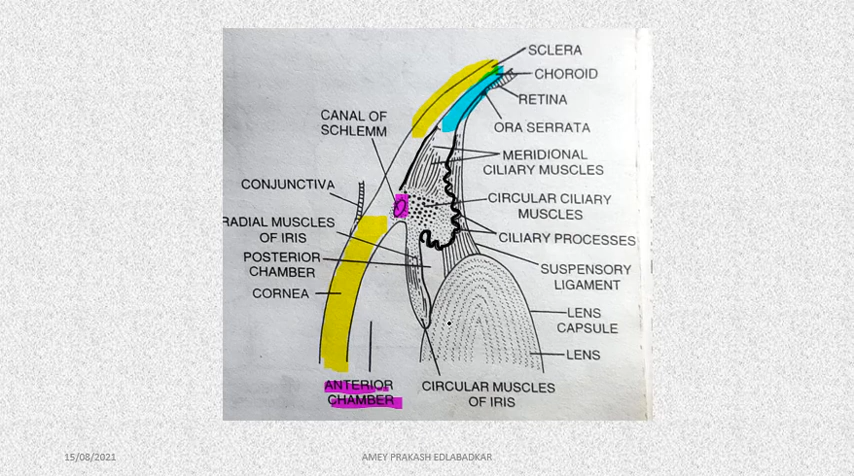 SCLERA
CHOROID
RETINA
ORA SERRATA
MERIDIONAL
CILIARY MUSCLES
CIRCULAR CILIARY
MUSCLES
CILIARY PROCESSES
SUSPENSORY
LIGAMENT
LENS
CAPSULE
LENS
CANAL OF
SCHLEMM
CONJUNCTIVA
RADIAL MUSCLES
OF IRIS
POSTERIOR
CHAMBER
CORNEA
ANTERIOR
CHAMBER
CIRCULAR MUSCLES
OF IRIS
15/08/2021
AMEY PRAKASH EDLABADKAR